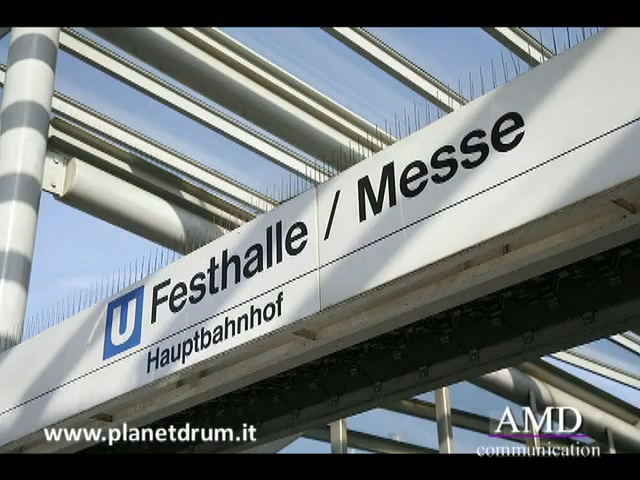 U Festhalle / Messe
Hauptbahnhof
www.planetdrum.it
AMD
communication